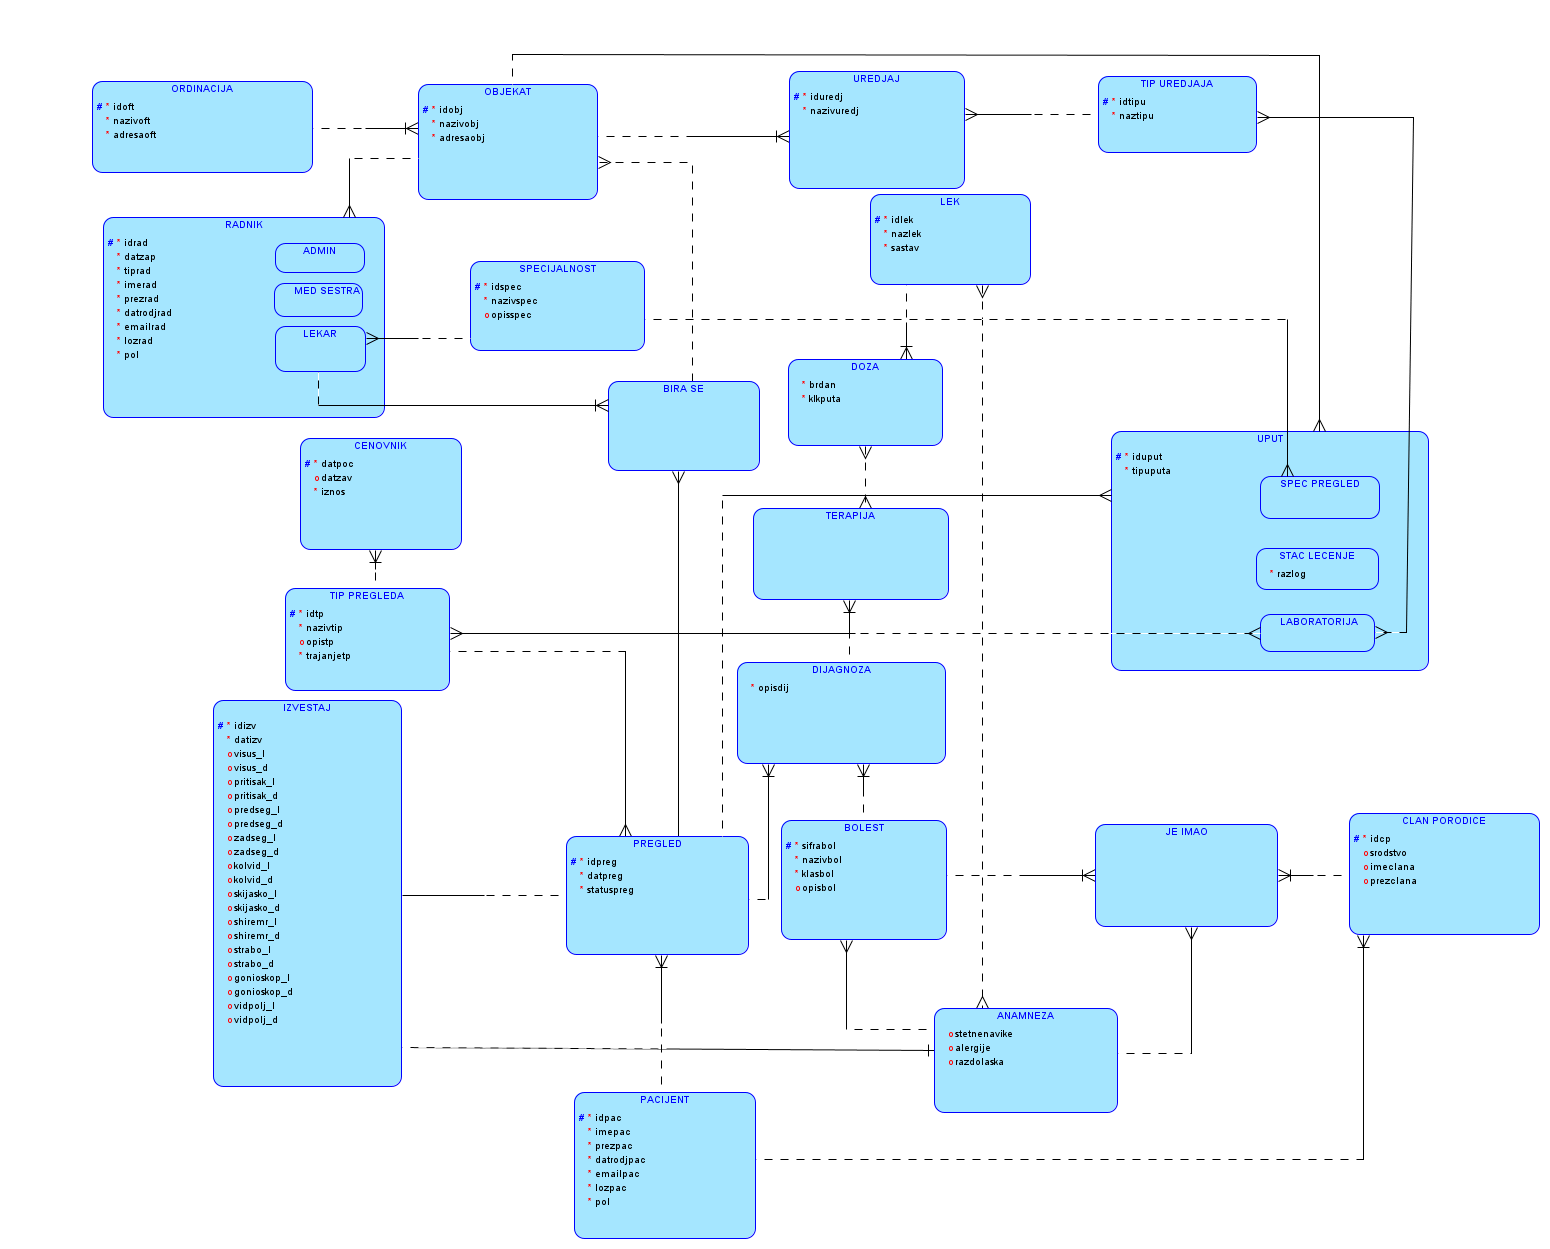 ORDINACIJA
# * idoft
* nazivoft
* adresaoft
OBJEKAT
# * idobj
* nazivobj
* adresaobj
UREDJAJ
# * iduredj
* nazivuredj
TIP UREDJAJA
# * idtipu
* naztipu
LEK
# * idlek
* nazlek
* sastav
RADNIK
# * idrad
* datzap
* tiprad
* imerad
* prezrad
* datrodjrad
* emailrad
* lozrad
* pol
ADMIN
MED SESTRA
LEKAR
SPECIJALNOST
# * idspec
* nazivspec
o opisspec
DOZA
* brdan
* klkputa
BIRA SE
CENOVNIK
# * datpoc
o datzav
* iznos
UPUT
# * iduput
* tipuputa
SPEC PREGLED
STAC LECENJE
* razlog
LABORATORIJA
TERAPIJA
TIP PREGLEDA
# * idtp
* nazivtip
o opistp
* trajanjetp
DIJAGNOZA
* opisdij
IZVESTAJ
# * idizv
* datizv
o visus_l
o visus_d
o pritisak_l
o pritisak_d
o predseg_l
o predseg_d
o zadseg_l
o zadseg_d
o kolvid_l
o kolvid_d
o skijasko_l
o skijasko_d
o shiremr_l
o shiremr_d
o strabo_l
o strabo_d
o gonioskop_l
o gonioskop_d
o vidpolj_l
o vidpolj_d
PREGLED
# * idpreg
* datpreg
* statuspreg
BOLEST
# * sifrabol
* nazivbol
* klasbol
o opisbol
JE IMAO
CLAN PORODICE
# * idcp
o srodstvo
o imeclana
o prezclana
ANAMNEZA
o stetnenavike
o alergije
o razdolaska
PACIJENT
# * idpac
* imepac
* prezpac
* datrodjpac
* emailpac
* lozpac
* pol